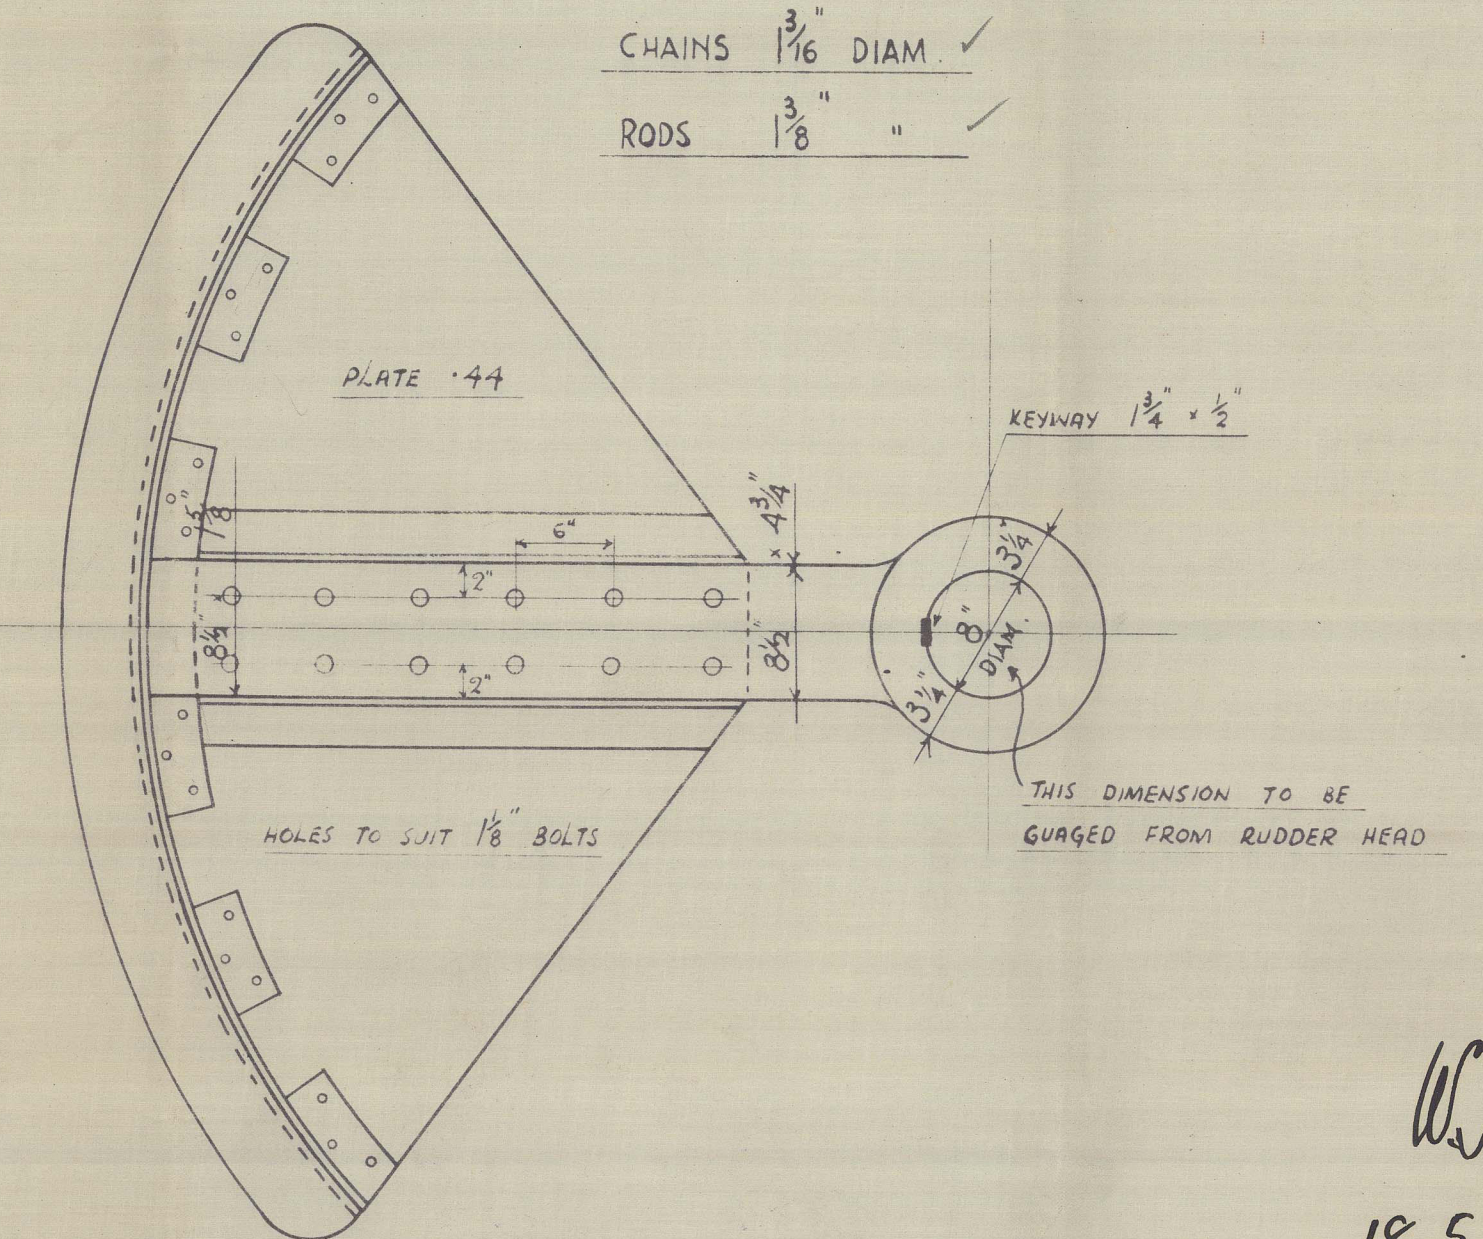 CHAINS 1 3/16" DIAM. ✓
RODS 1 3/8" " ✓
PLATE ·44
KEYWAY 1 3/4" × 1/2"
8 1/2" × 1 5/8"
6"
2"
2"
8 1/2" × 4 3/4"
3 1/4"
8" DIAM.
3 1/4"
THIS DIMENSION TO BE
GUAGED FROM RUDDER HEAD
HOLES TO SUIT 1 1/8" BOLTS